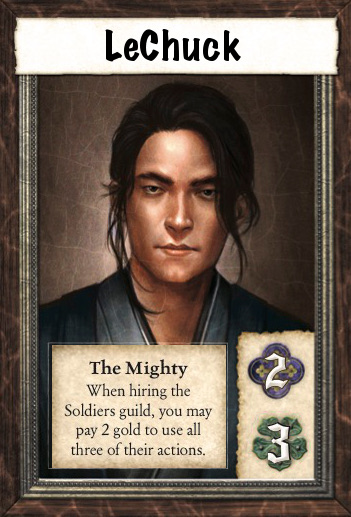 LeChuck
The Mighty
When hiring the
Soldiers guild, you may
pay 2 gold to use all
three of their actions.
2
3